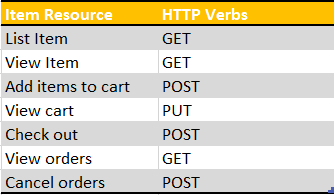 Item Resource HTTP Verbs
List Item GET
View Item GET
Add items to cart POST
View cart PUT
Check out POST
View orders GET
Cancel orders POST